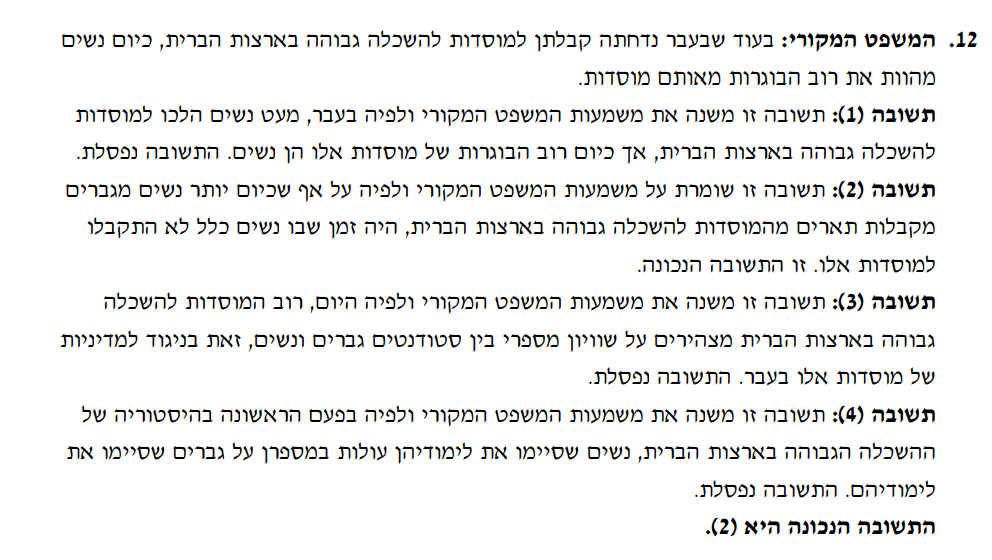 12. המשפט המקורי: בעוד שבעבר נדחתה קבלתן למוסדות להשכלה גבוהה בארצות הברית, כיום נשים
מהוות את רוב הבוגרות מאותם מוסדות.
תשובה (1): תשובה זו משנה את משמעות המשפט המקורי ולפיה בעבר, מעט נשים הלכו למוסדות
להשכלה גבוהה בארצות הברית, אך כיום רוב הבוגרות של מוסדות אלו הן נשים. התשובה נפסלת.
תשובה (2): תשובה זו שומרת על משמעות המשפט המקורי ולפיה על אף שכיום יותר נשים מגברים
מקבלות תארים מהמוסדות להשכלה גבוהה בארצות הברית, היה זמן שבו נשים כלל לא התקבלו
למוסדות אלו. זו התשובה הנכונה.
תשובה (3): תשובה זו משנה את משמעות המשפט המקורי ולפיה היום, רוב המוסדות להשכלה
גבוהה בארצות הברית מצהירים על שוויון מספרי בין סטודנטים גברים ונשים, זאת בניגוד למדיניות
של מוסדות אלו בעבר. התשובה נפסלת.
תשובה (4): תשובה זו משנה את משמעות המשפט המקורי ולפיה בפעם הראשונה בהיסטוריה של
ההשכלה הגבוהה בארצות הברית, נשים שסיימו את לימודיהן עולות במספרן על גברים שסיימו את
לימודיהם. התשובה נפסלת.
התשובה הנכונה היא (2).